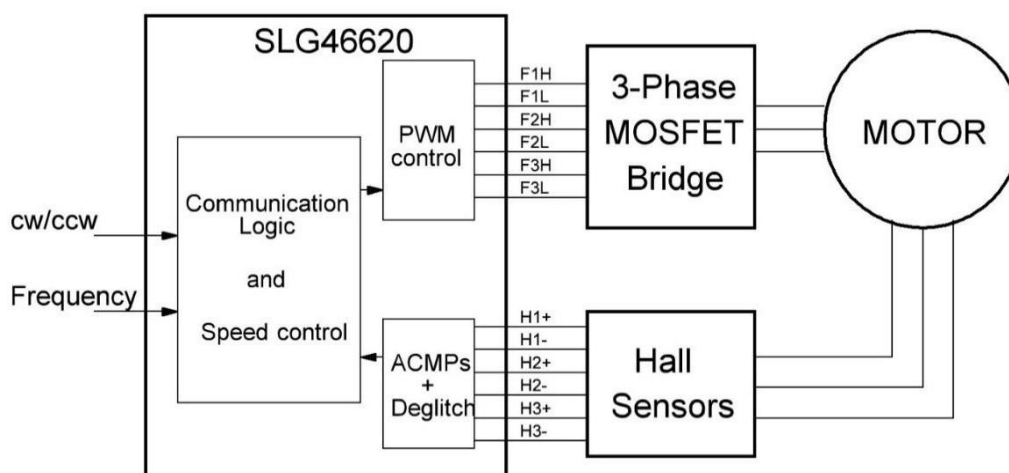 SLG46620
cw/ccw
Frequency
Communication
Logic
and
Speed control
PWM
control
F1H
F1L
F2H
F2L
F3H
F3L
3-Phase
MOSFET
Bridge
MOTOR
ACMPs
+
Deglitch
H1+
H1-
H2+
H2-
H3+
H3-
Hall
Sensors